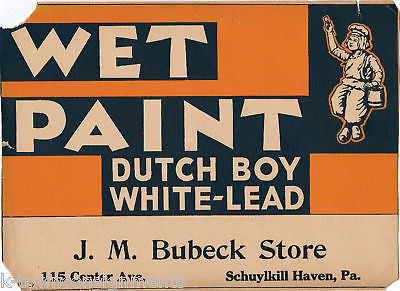 WET
PAINT
DUTCH BOY
WHITE-LEAD
J. M. Bubeck Store
115 Center Ave. Schuylkill Haven, Pa.